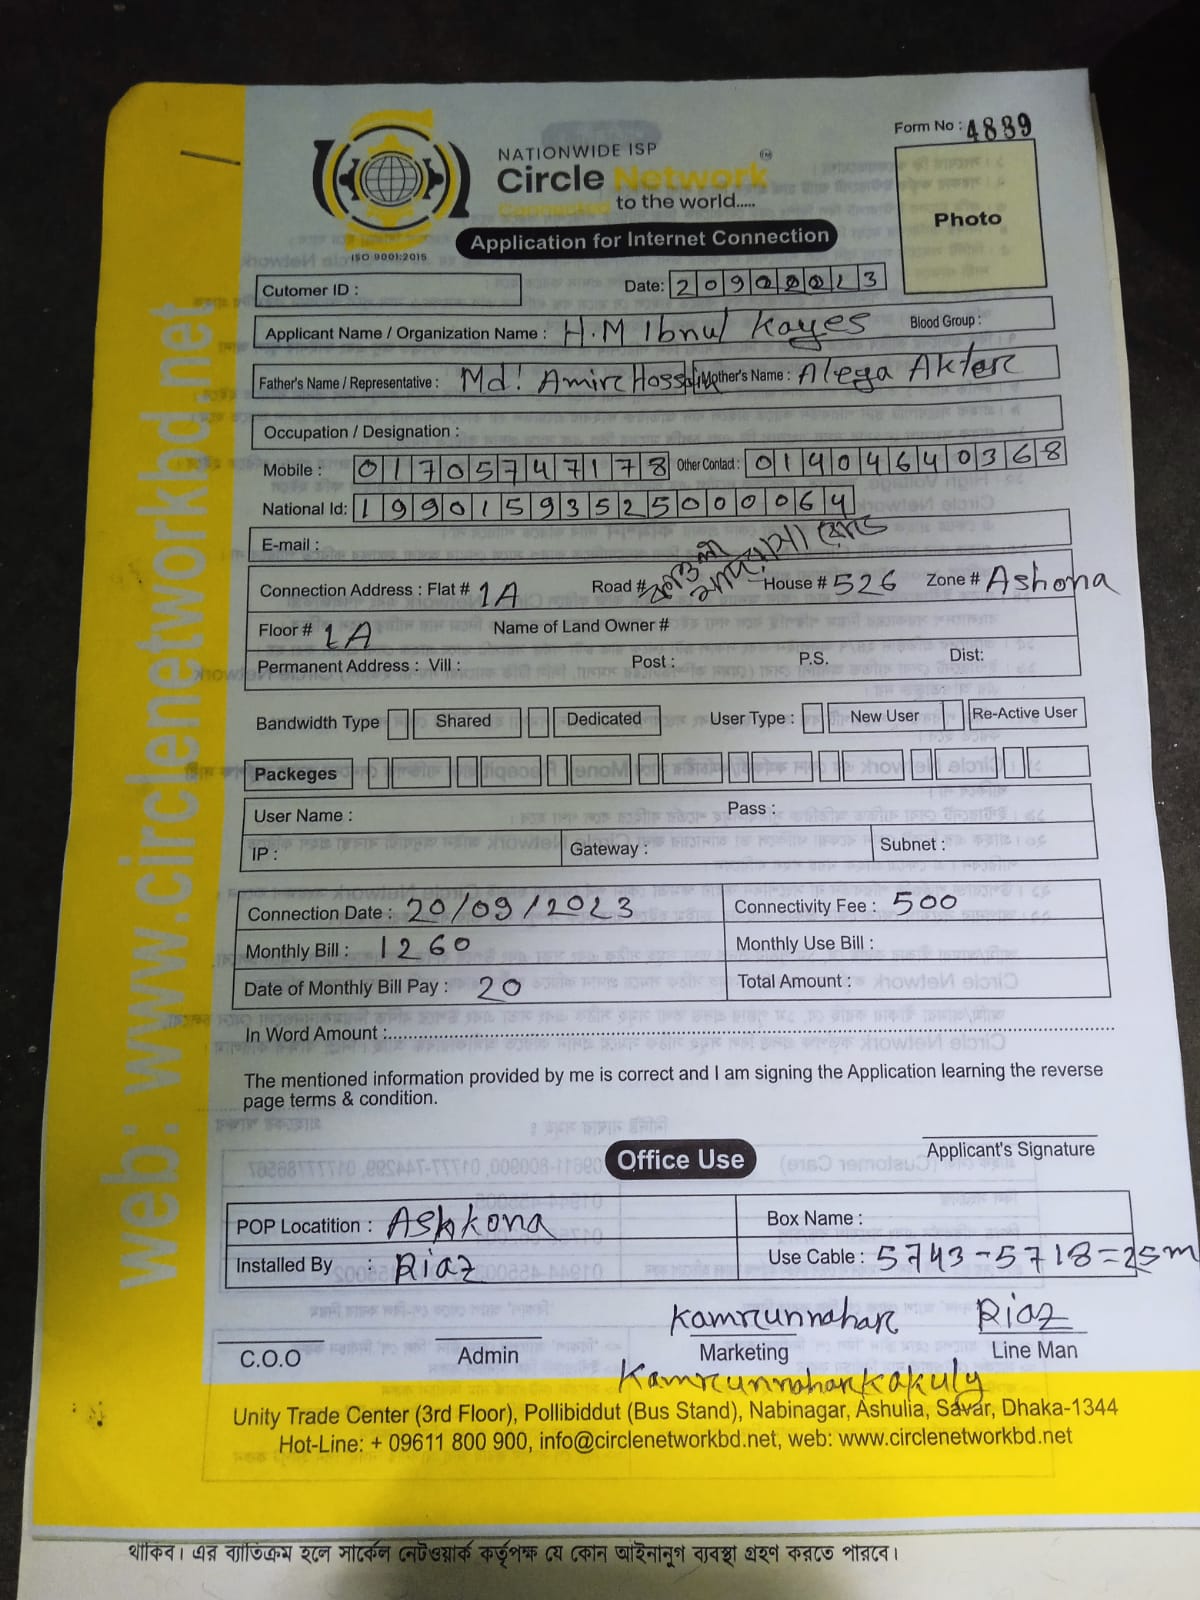 Form No : 4889
NATIONWIDE ISP
Circle Network
Connected to the world.....
ISO 9001:2015
Application for Internet Connection
Photo
Cutomer ID :
Date: 20902023
Applicant Name / Organization Name : H.M Ibnul Kayes Blood Group :
Father's Name / Representative : Md: Amir Hossain Mother's Name : Aleya Akter
Occupation / Designation :
Mobile : 01705747178 Other Contact : 01404640368
National Id: 19901593525000064
E-mail :
Connection Address : Flat # 1A Road # House # 526 Zone # Ashona
Floor # 1A Name of Land Owner #
Permanent Address : Vill : Post : P.S. Dist:
Bandwidth Type Shared Dedicated User Type : New User Re-Active User
Packeges
User Name : Pass :
IP : Gateway : Subnet :
Connection Date : 20/09/2023 Connectivity Fee : 500
Monthly Bill : 1260 Monthly Use Bill :
Date of Monthly Bill Pay : 20 Total Amount :
In Word Amount :
The mentioned information provided by me is correct and I am signing the Application learning the reverse
page terms & condition.
Applicant's Signature
Office Use
POP Locatition : Ashkona Box Name :
Installed By : Riaz Use Cable : 5743-5718=25m
Kamrunnahar Riaz
C.O.O Admin Marketing Line Man
Kamrunnahar kakuly
Unity Trade Center (3rd Floor), Pollibiddut (Bus Stand), Nabinagar, Ashulia, Savar, Dhaka-1344
Hot-Line: + 09611 800 900, info@circlenetworkbd.net, web: www.circlenetworkbd.net
web: www.circlenetworkbd.net
থাকিব। এর ব্যাতিক্রম হলে সার্কেল নেটওয়ার্ক কর্তৃপক্ষ যে কোন আইনানুগ ব্যবস্থা গ্রহণ করতে পারবে।